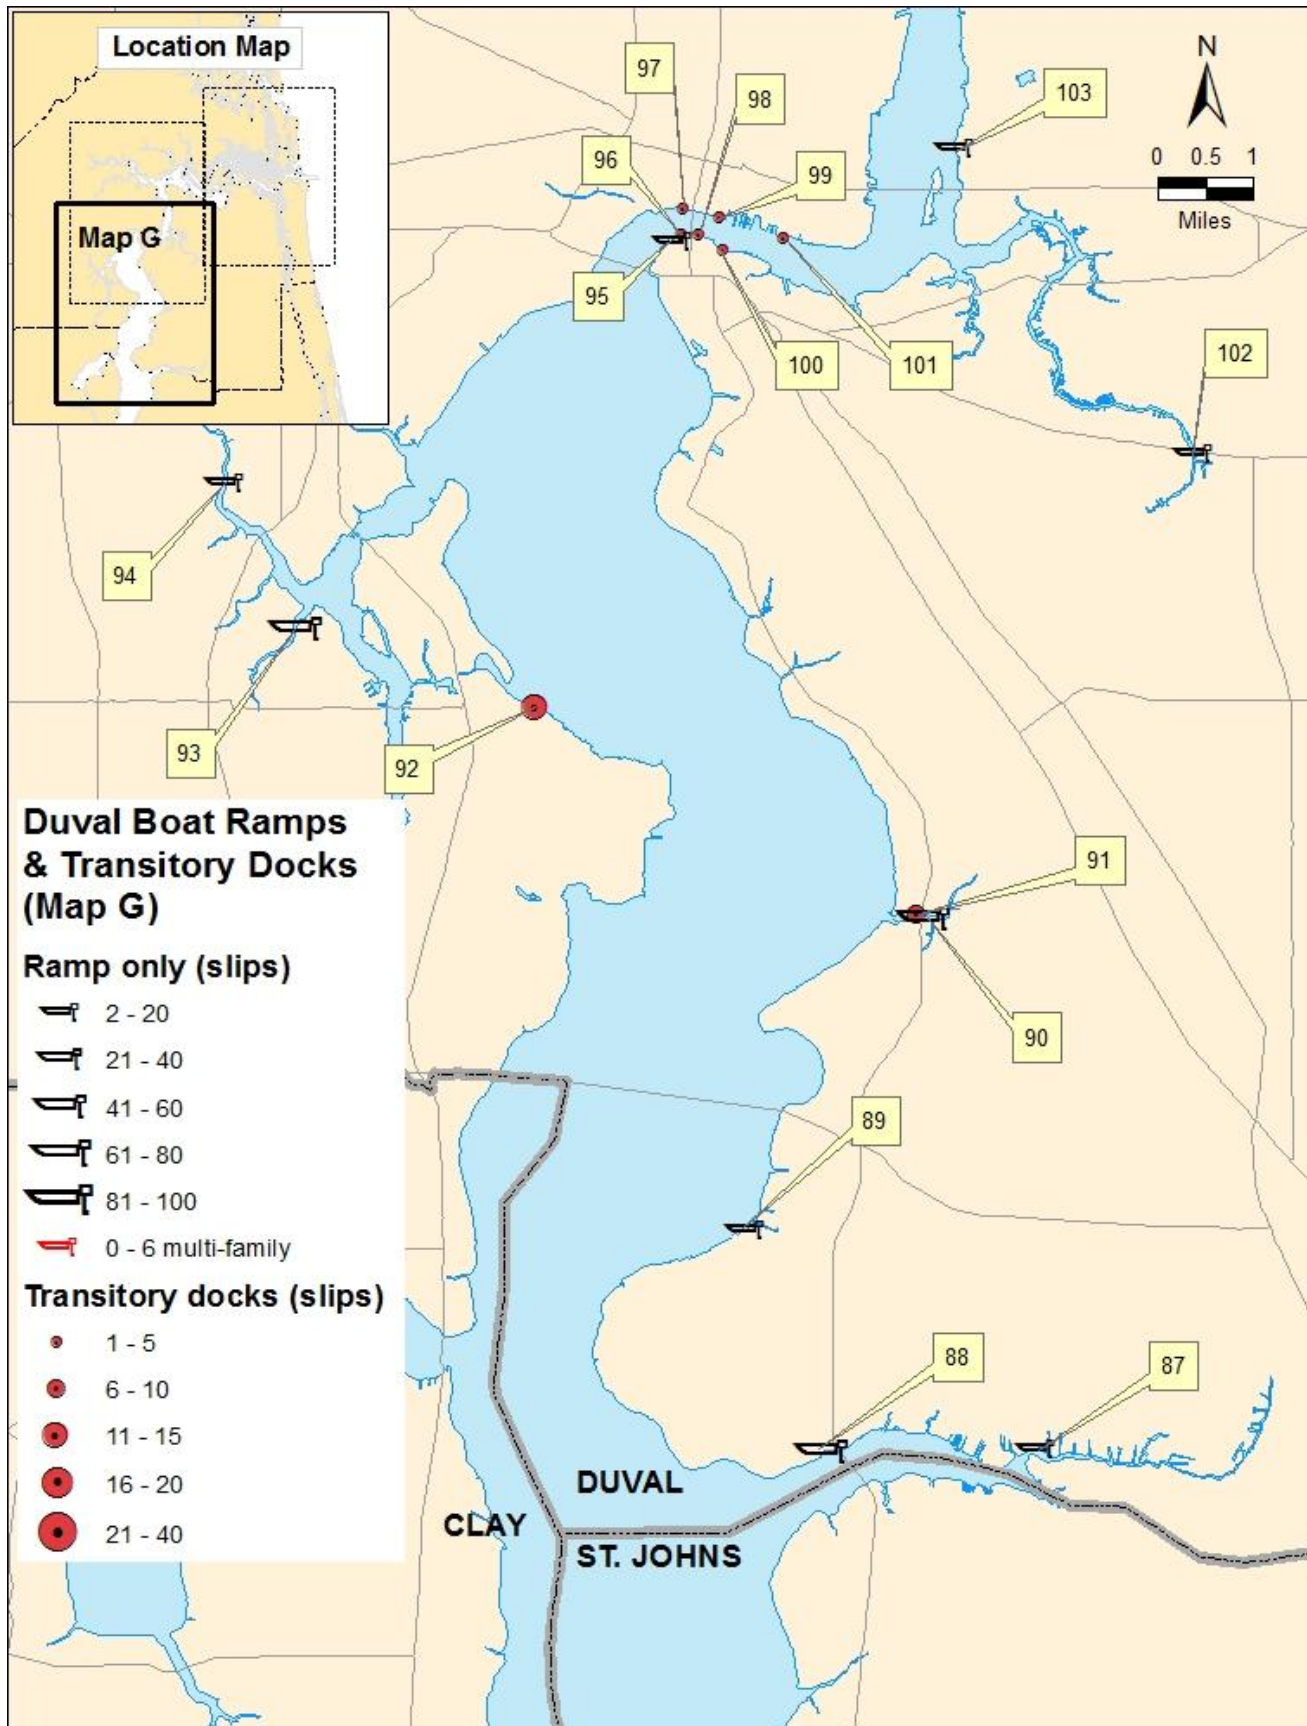 Location Map
Map G
N
0 0.5 1
Miles
97
98
103
96
99
95
100
101
102
94
93
92
91
90
89
88
87
Duval Boat Ramps
& Transitory Docks
(Map G)
Ramp only (slips)
2 - 20
21 - 40
41 - 60
61 - 80
81 - 100
0 - 6 multi-family
Transitory docks (slips)
1 - 5
6 - 10
11 - 15
16 - 20
21 - 40
DUVAL
CLAY
ST. JOHNS